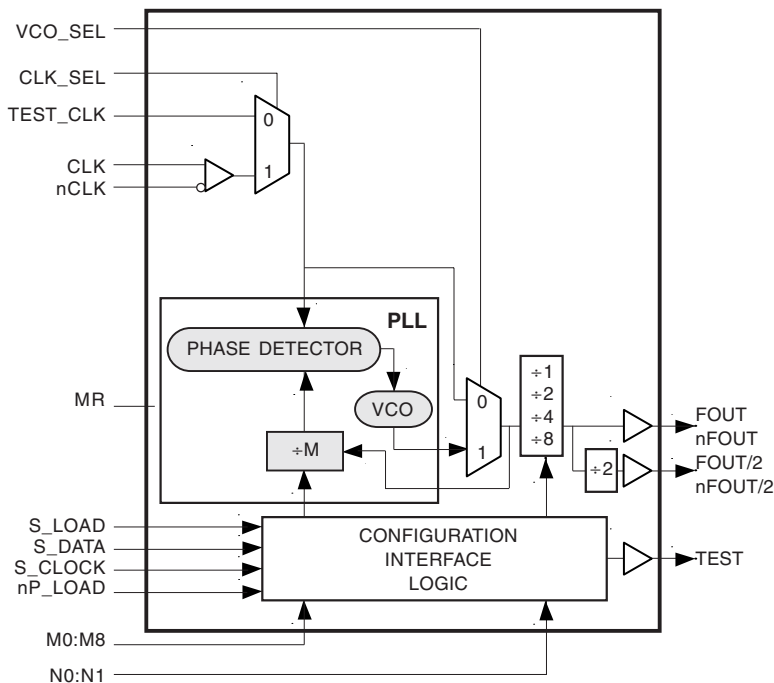 VCO_SEL
CLK_SEL
TEST_CLK
0
CLK
1
nCLK
PLL
PHASE DETECTOR
÷1
÷2
÷4
÷8
MR
VCO
0
1
÷M
FOUT
nFOUT
÷2
FOUT/2
nFOUT/2
S_LOAD
S_DATA
S_CLOCK
nP_LOAD
CONFIGURATION
INTERFACE
LOGIC
TEST
M0:M8
N0:N1